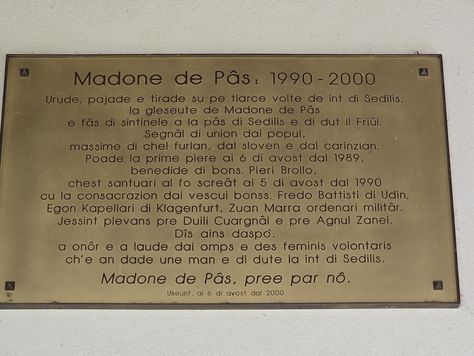 Madone de Pâs: 1990 - 2000
Urude, pajade e tirade su pe tiarce volte de int di Sedilis,
la gleseute de Madone de Pâs
e fâs di sintinele a la pâs di Sedilis e di dut il Friûl.
Segnâl di union dai popui,
massime di chel furlan, dal sloven e dal carinzian.
Poade la prime piere ai 6 di avost dal 1989,
benedide di bons. Pieri Brollo,
chest santuari al fo screât ai 5 di avost dal 1990
cu la consacrazion dai vescui bonss. Fredo Battisti di Udin,
Egon Kapellari di Klagenfurt, Zuan Marra ordenari militâr.
Jessint plevans pre Duili Cuargnâl e pre Agnul Zanel.
Dîs ains daspò,
a onôr e a laude dai omps e des feminis volontaris
ch'e an dade une man e di dute la int di Sedilis.
Madone de Pâs, pree par nô.
Useunt, ai 6 di avost dal 2000